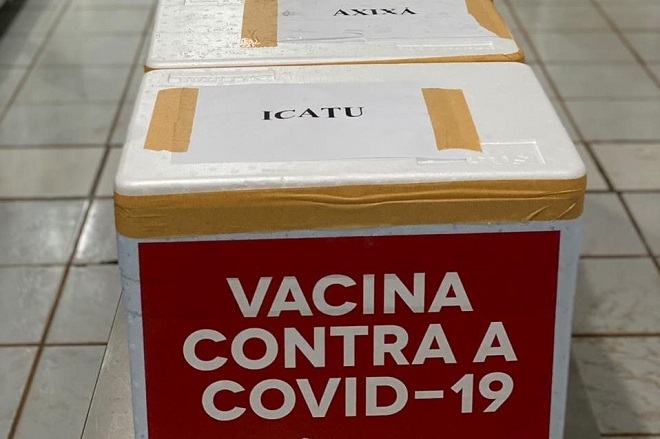 AXIXÁ
ICATU
VACINA
CONTRA A
COVID-19